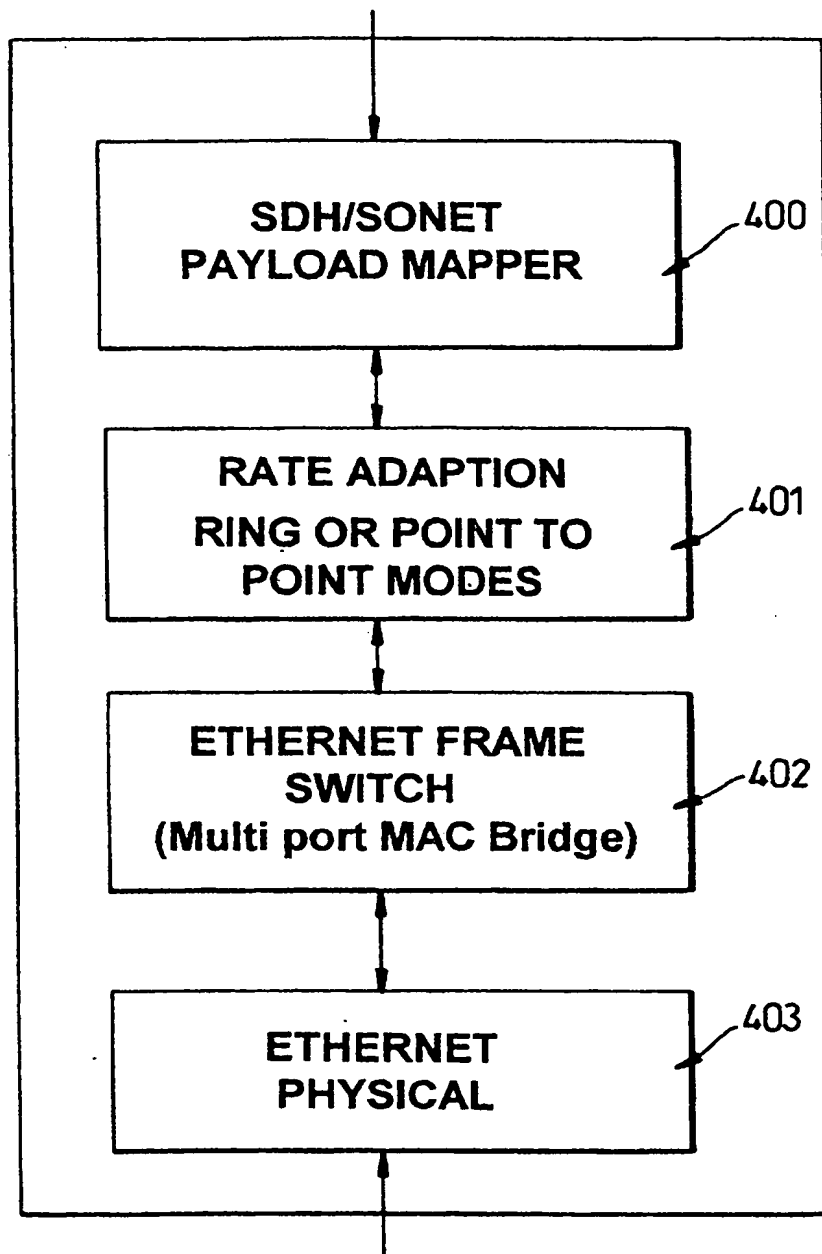 SDH/SONET
PAYLOAD MAPPER
400
RATE ADAPTION
RING OR POINT TO
POINT MODES
401
ETHERNET FRAME
SWITCH
(Multi port MAC Bridge)
402
ETHERNET
PHYSICAL
403